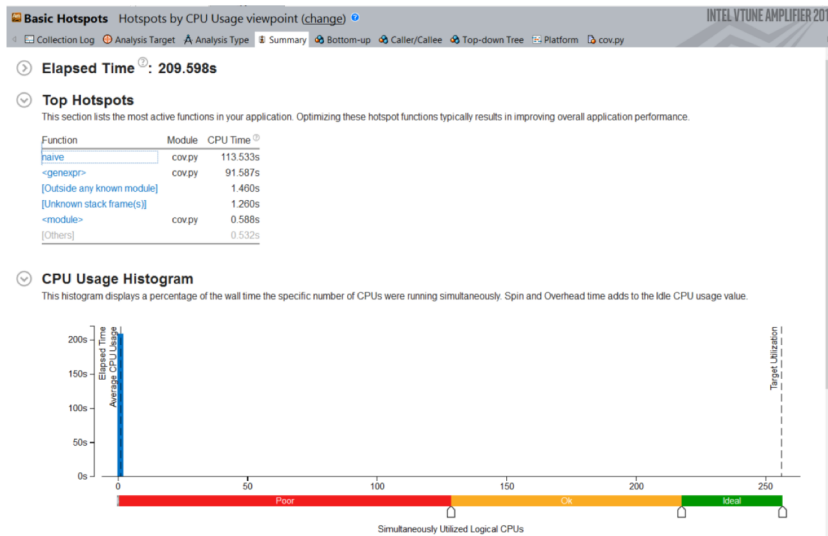 Basic Hotspots Hotspots by CPU Usage viewpoint (change)
INTEL VTUNE AMPLIFIER 201
Collection Log Analysis Target Analysis Type Summary Bottom-up Caller/Callee Top-down Tree Platform cov.py
Elapsed Time: 209.598s
Top Hotspots
This section lists the most active functions in your application. Optimizing these hotspot functions typically results in improving overall application performance.
Function Module CPU Time
naive cov.py 113.533s
<genexpr> cov.py 91.587s
[Outside any known module] 1.460s
[Unknown stack frame(s)] 1.260s
<module> cov.py 0.588s
[Others] 0.532s
CPU Usage Histogram
This histogram displays a percentage of the wall time the specific number of CPUs were running simultaneously. Spin and Overhead time adds to the Idle CPU usage value.
200s
150s
100s
50s
0s
Elapsed Time
Average CPU Usage
Target Utilization
0 50 100 150 200 250
Poor Ok Ideal
Simultaneously Utilized Logical CPUs